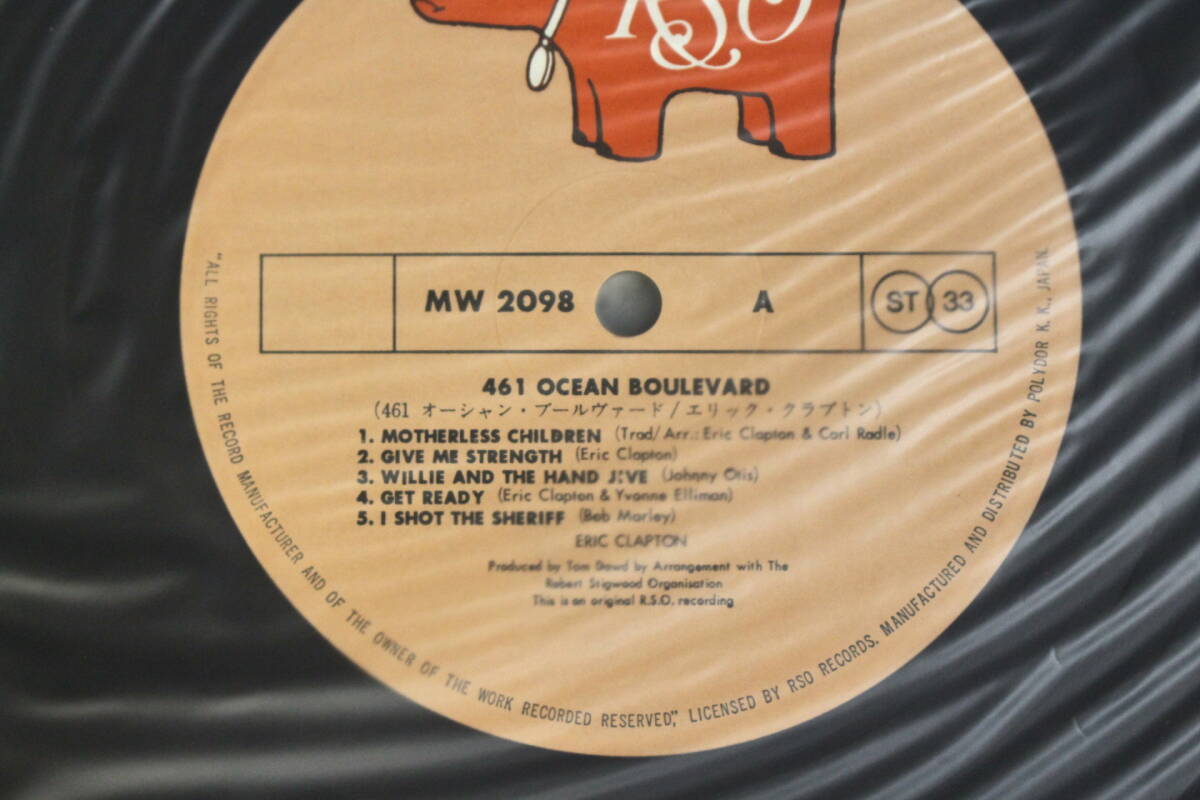 RSO
MW 2098 A ST 33
461 OCEAN BOULEVARD
(461 オーシャン・ブールヴァード/エリック・クラプトン)
1. MOTHERLESS CHILDREN (Trad/Arr.: Eric Clapton & Carl Radle)
2. GIVE ME STRENGTH (Eric Clapton)
3. WILLIE AND THE HAND JIVE (Johnny Otis)
4. GET READY (Eric Clapton & Yvonne Elliman)
5. I SHOT THE SHERIFF (Bob Marley)
ERIC CLAPTON
Produced by Tom Dowd by Arrangement with The
Robert Stigwood Organisation
This is an original R.S.O. recording
"ALL RIGHTS OF THE RECORD MANUFACTURER AND OF THE OWNER OF THE WORK RECORDED RESERVED", LICENSED BY RSO RECORDS. MANUFACTURED AND DISTRIBUTED BY POLYDOR K.K., JAPAN.